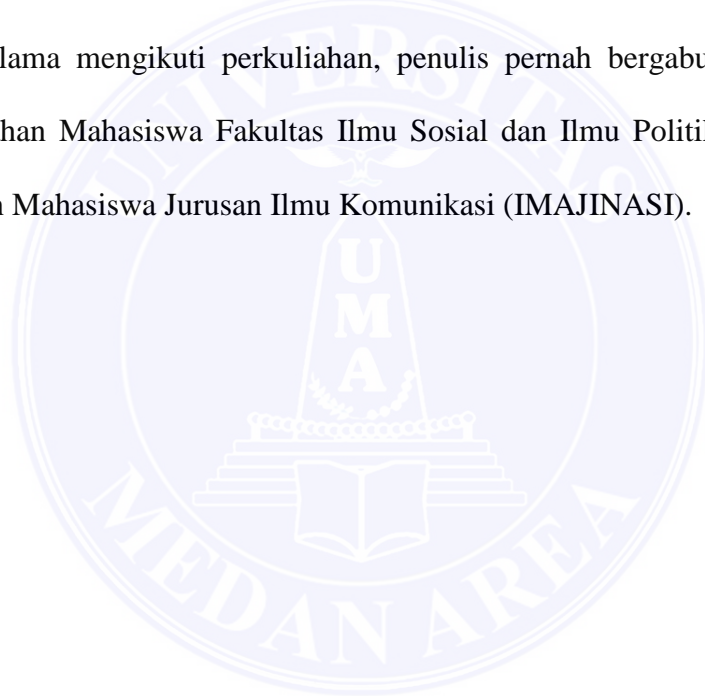 lama mengikuti perkuliahan, penulis pernah bergabu
han Mahasiswa Fakultas Ilmu Sosial dan Ilmu Politi
Mahasiswa Jurusan Ilmu Komunikasi (IMAJINASI).
UNIVERSITAS
U
M
A
MEDAN AREA